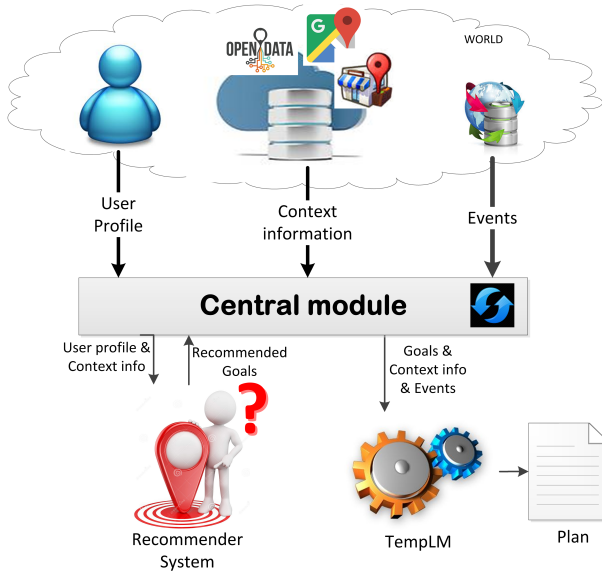 OPEN DATA
WORLD
User
Profile
Context
information
Events
Central module
User profile &
Context info
Recommended
Goals
Goals &
Context info
& Events
?
Recommender
System
TempLM
Plan